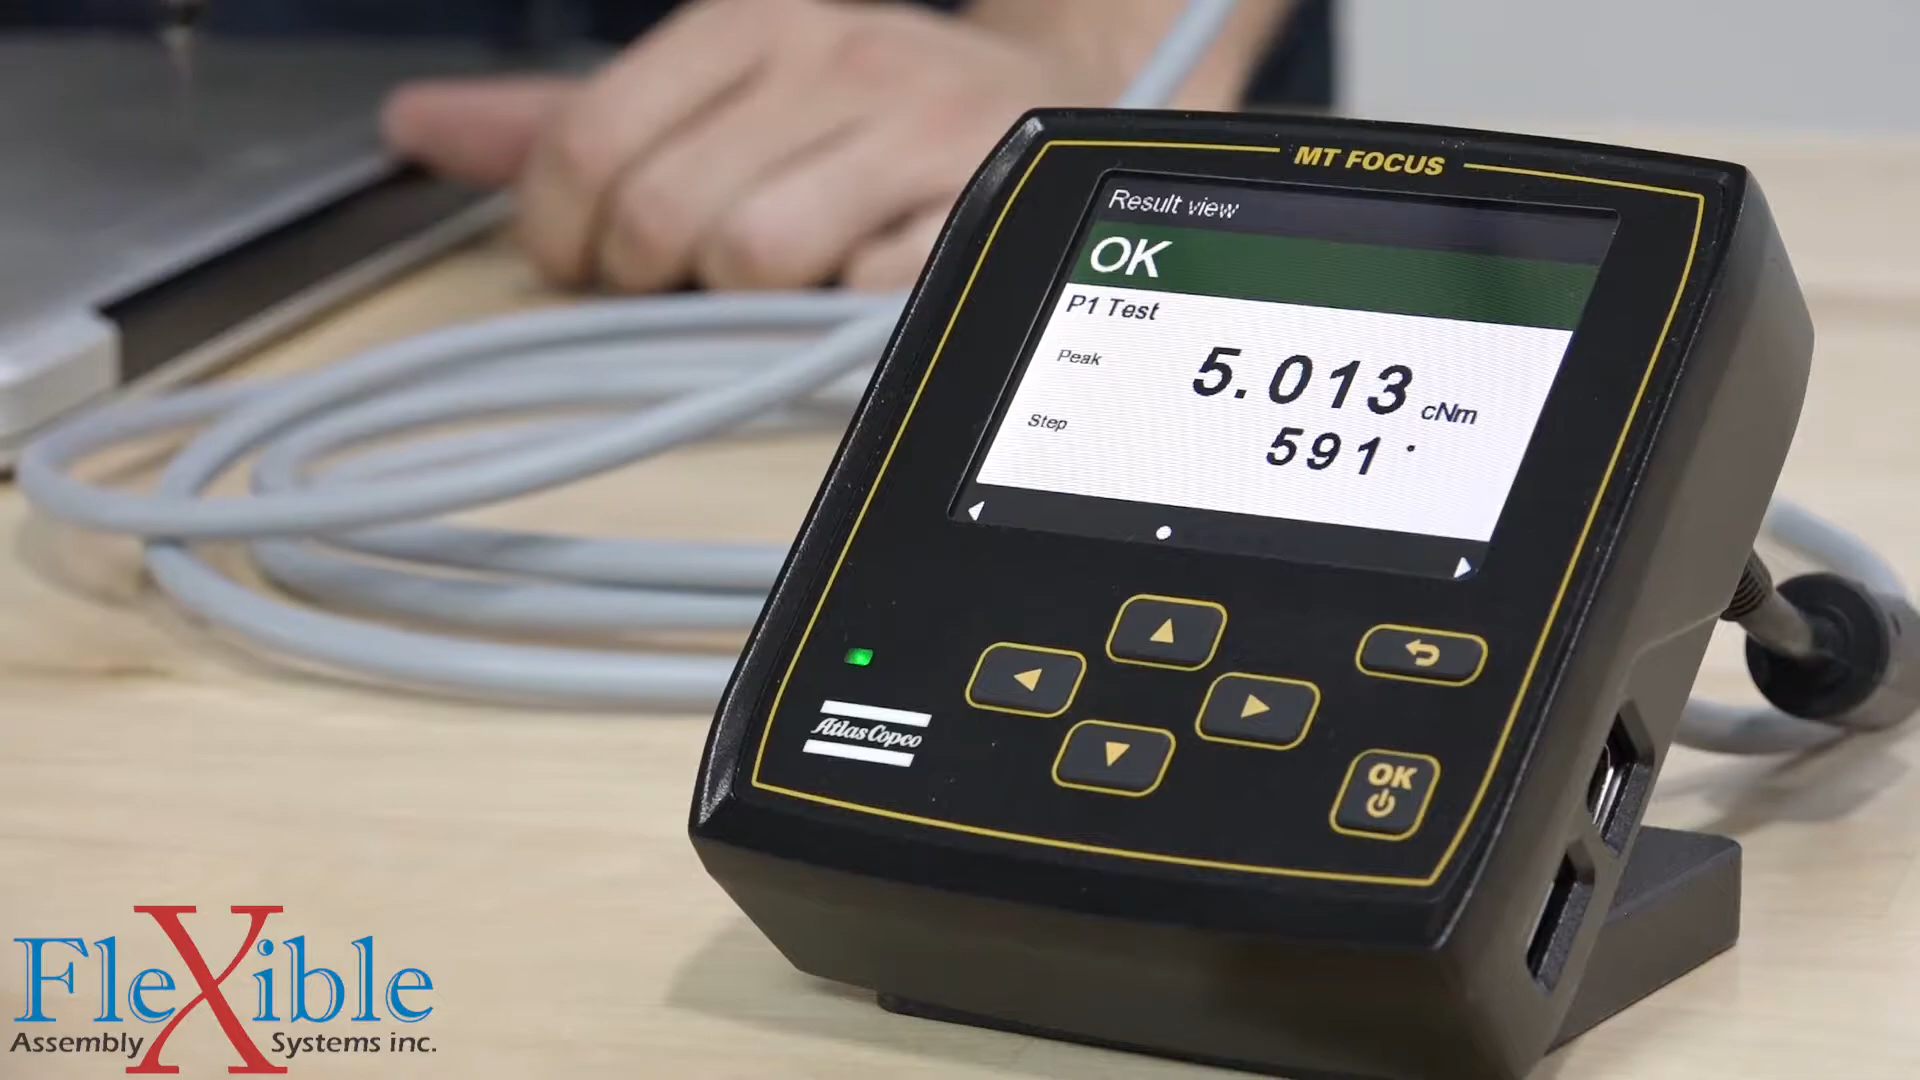 MT FOCUS
Result view
OK
P1 Test
Peak 5.013 cNm
Step 591°
Atlas Copco
OK
FleXible
Assembly Systems inc.